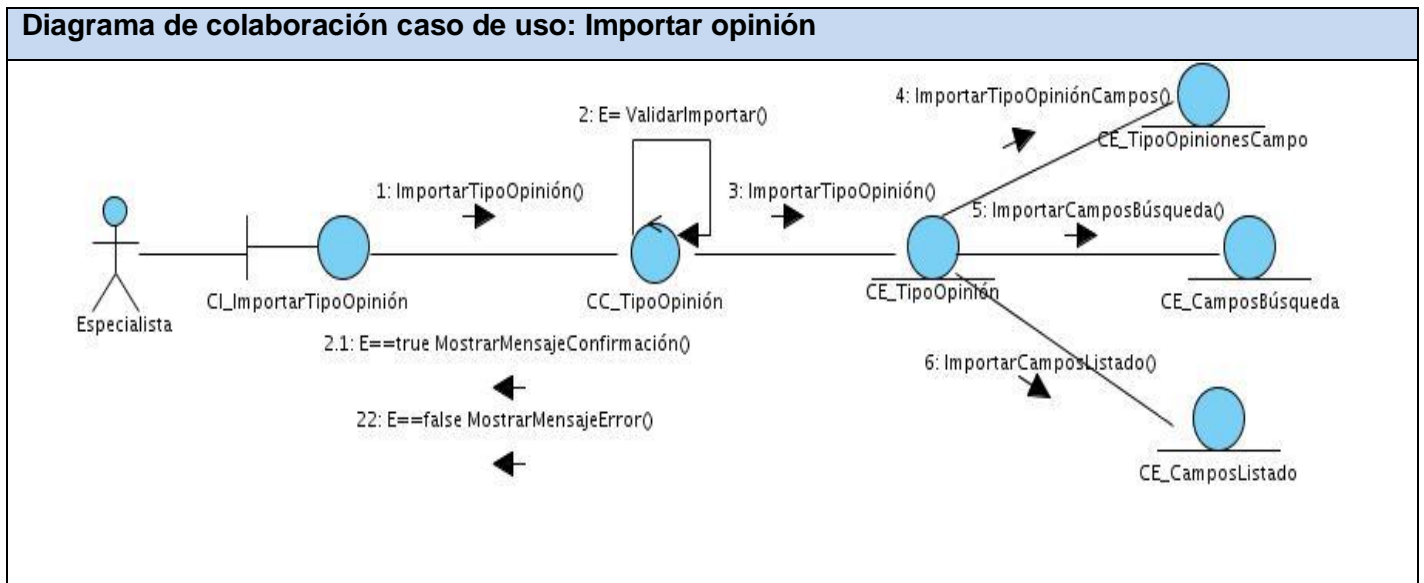 Diagrama de colaboración caso de uso: Importar opinión
4: ImportarTipoOpiniónCampos()
2: E= ValidarImportar()
CE_TipoOpinionesCampo
1: ImportarTipoOpinión()
3: ImportarTipoOpinión()
5: ImportarCamposBúsqueda()
CI_ImportarTipoOpinión
CC_TipoOpinión
CE_TipoOpinión
CE_CamposBúsqueda
Especialista
2.1: E==true MostrarMensajeConfirmación()
6: ImportarCamposListado()
22: E==false MostrarMensajeError()
CE_CamposListado